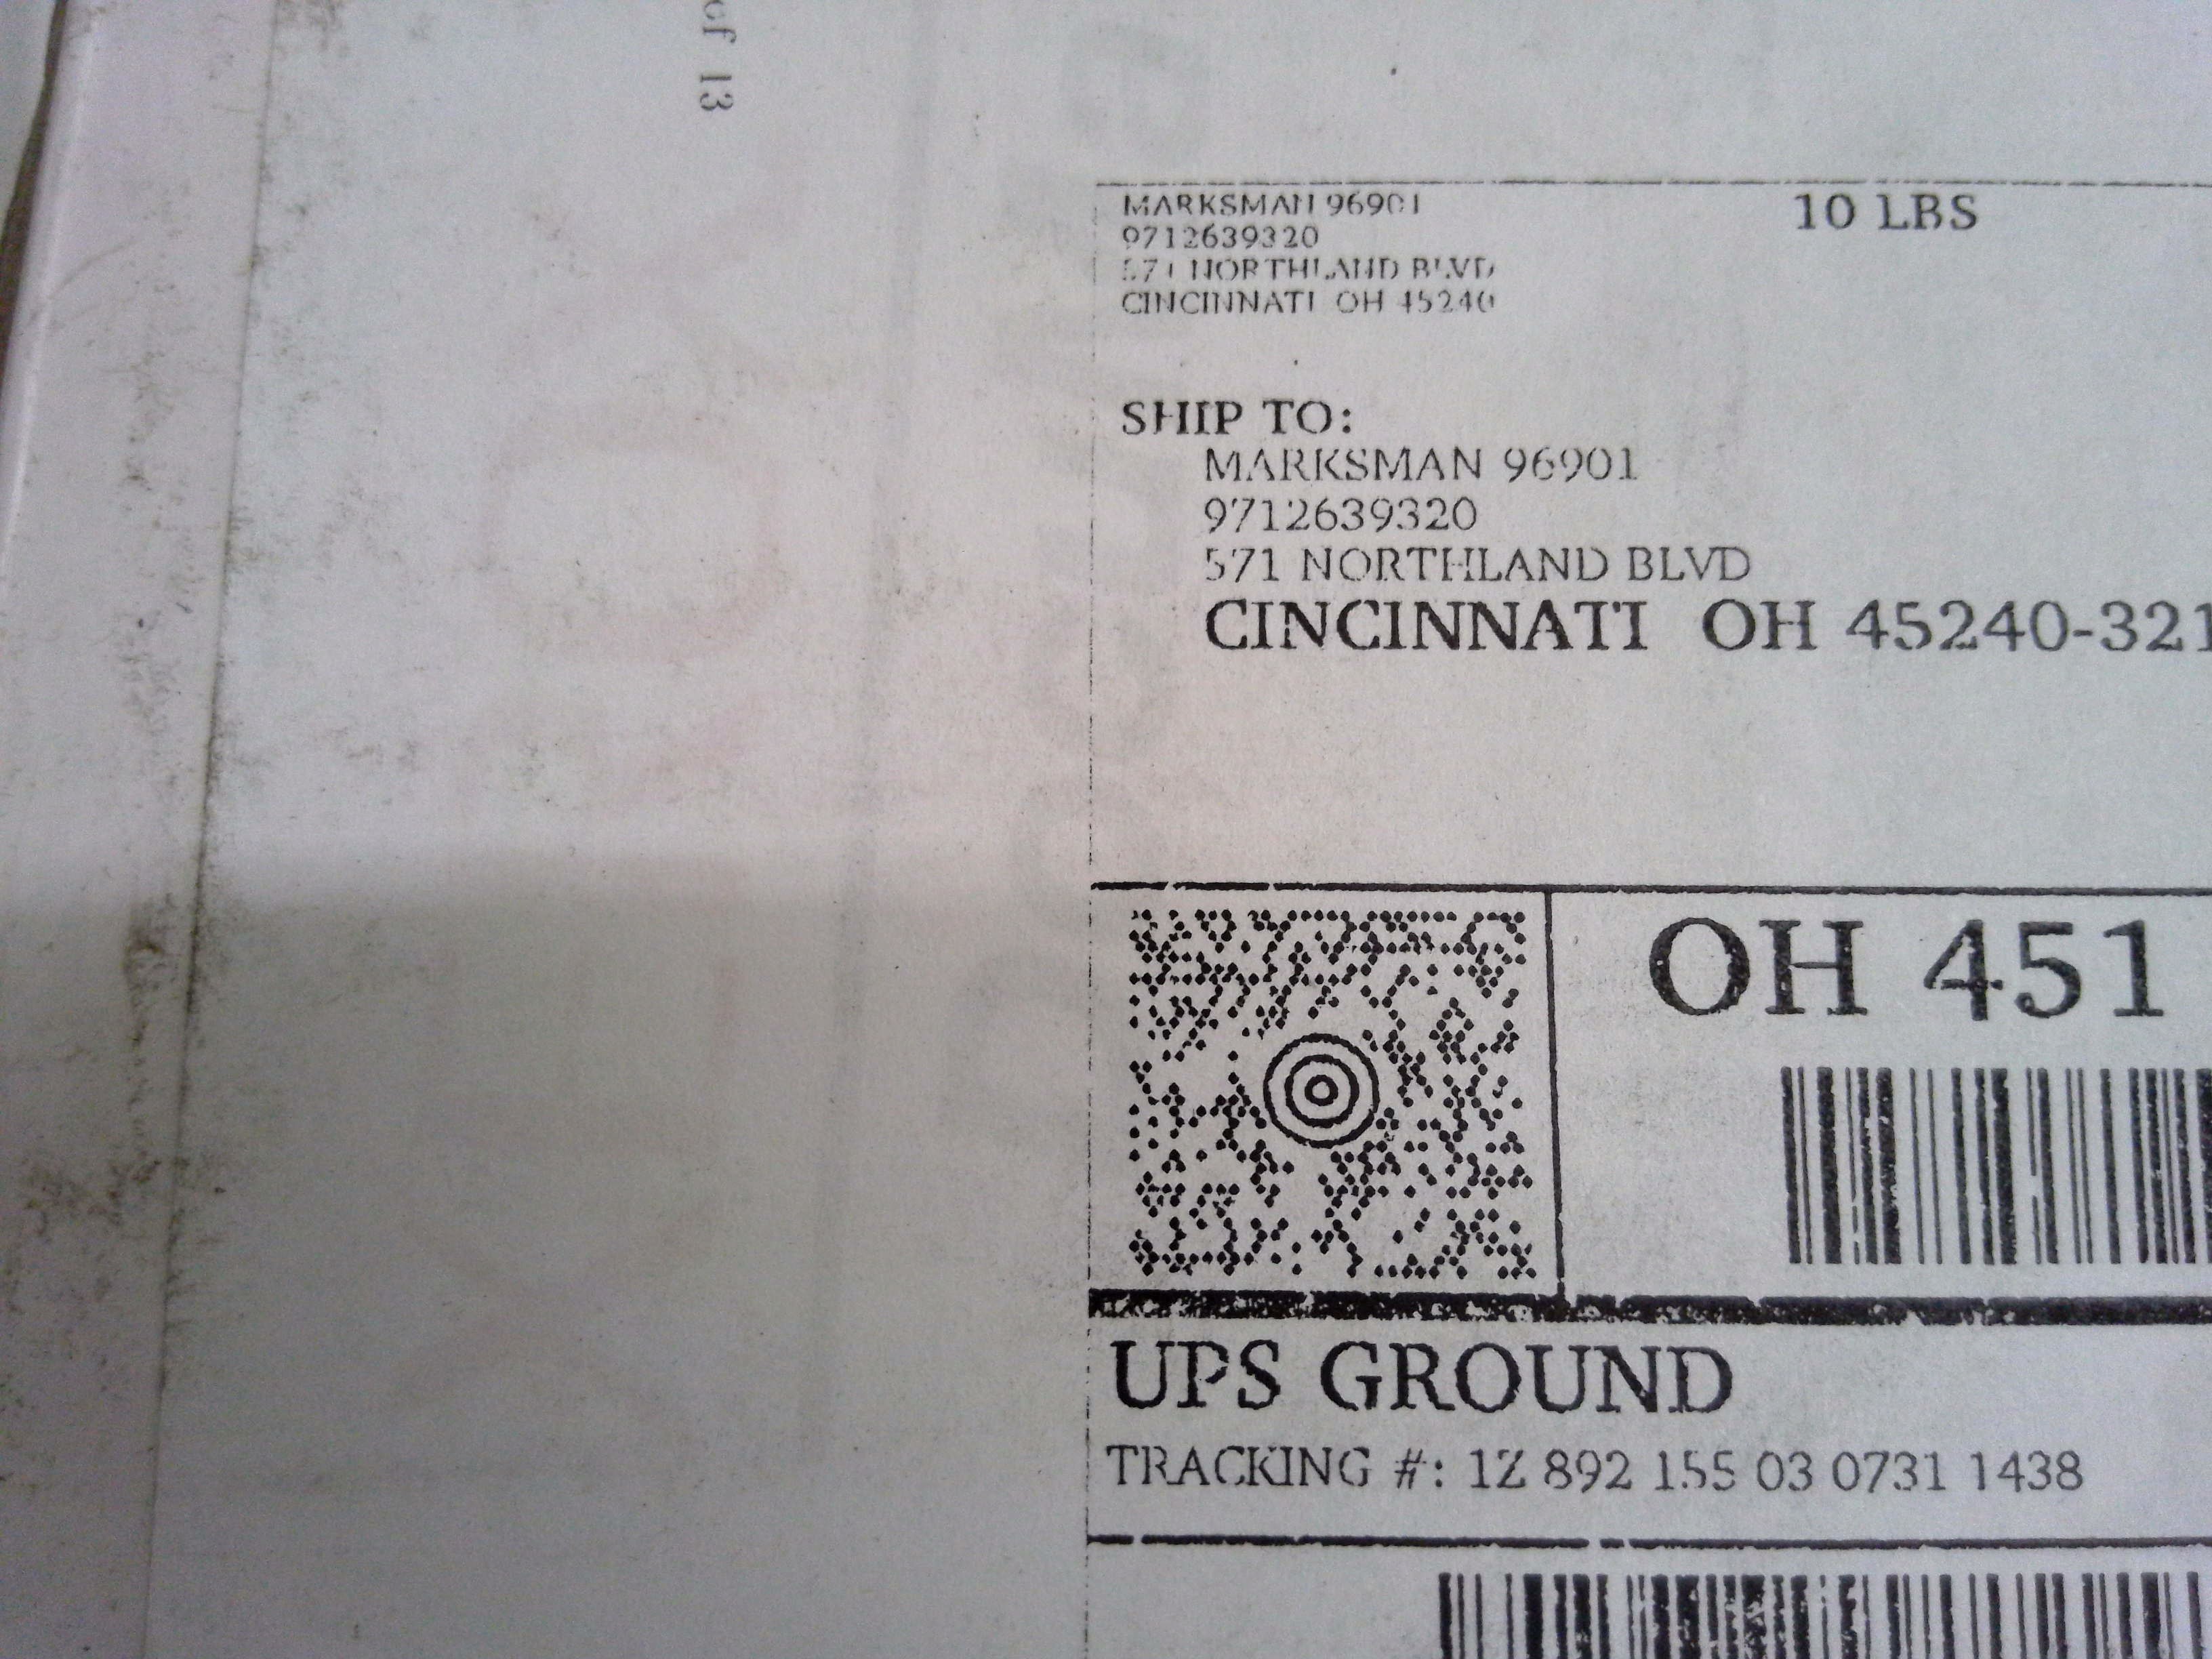 of 13
MARKSMAN 96901
10 LBS
9712639320
571 NORTHLAND BLVD
CINCINNATI OH 45240
SHIP TO:
MARKSMAN 96901
9712639320
571 NORTHLAND BLVD
CINCINNATI OH 45240-321
OH 451
UPS GROUND
TRACKING #: 1Z 892 155 03 0731 1438